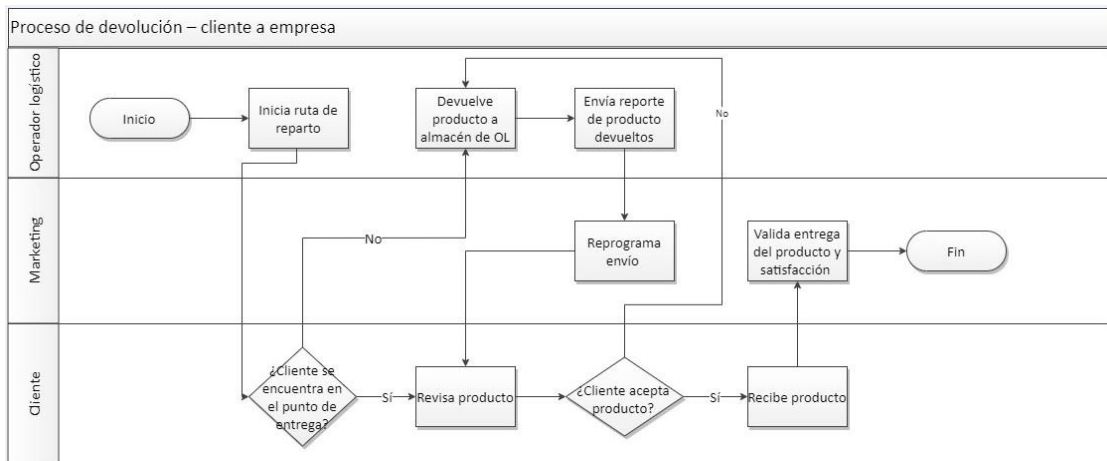 Proceso de devolución – cliente a empresa
Operador logístico
Inicio
Inicia ruta de
reparto
Devuelve
producto a
almacén de OL
Envía reporte
de producto
devueltos
No
Marketing
No
Reprograma
envío
Valida entrega
del producto y
satisfacción
Fin
Cliente
¿Cliente se
encuentra en
el punto de
entrega?
Sí
Revisa producto
¿Cliente acepta
producto?
Sí
Recibe producto